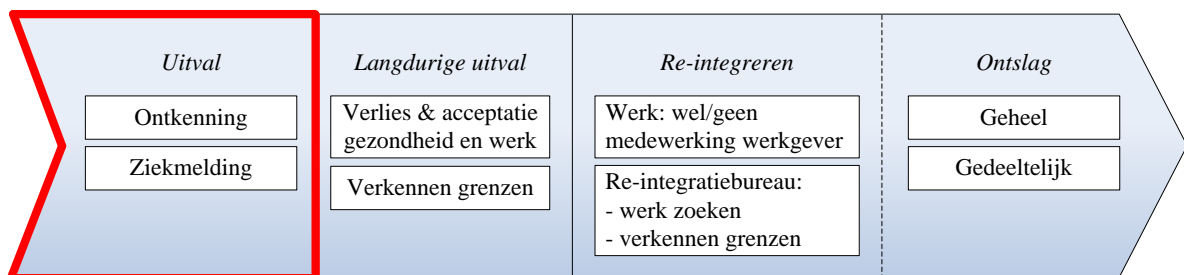 Uitval
Ontkenning
Ziekmelding
Langdurige uitval
Verlies & acceptatie
gezondheid en werk
Verkennen grenzen
Re-integreren
Werk: wel/geen
medewerking werkgever
Re-integratiebureau:
- werk zoeken
- verkennen grenzen
Ontslag
Geheel
Gedeeltelijk